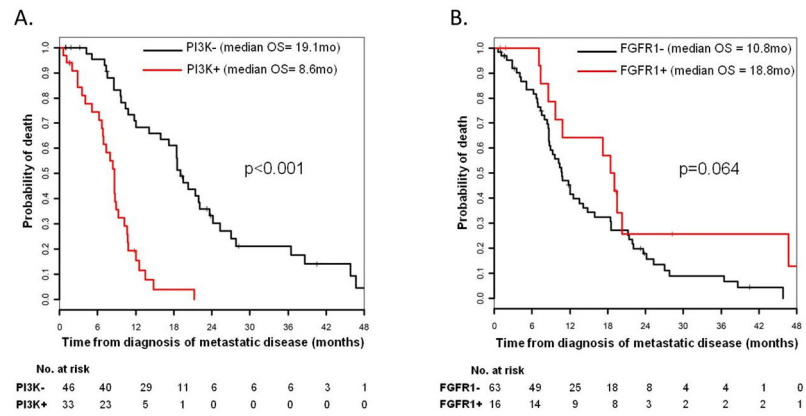 A.
PI3K- (median OS= 19.1mo)
PI3K+ (median OS= 8.6mo)
p<0.001
Probability of death
1.0
0.9
0.8
0.7
0.6
0.5
0.4
0.3
0.2
0.1
0.0
0 6 12 18 24 30 36 42 48
Time from diagnosis of metastatic disease (months)
No. at risk
PI3K- 46 40 29 11 6 6 6 3 1
PI3K+ 33 23 5 1 0 0 0 0 0
B.
FGFR1- (median OS = 10.8mo)
FGFR1+ (median OS = 18.8mo)
p=0.064
Probability of death
1.0
0.9
0.8
0.7
0.6
0.5
0.4
0.3
0.2
0.1
0.0
0 6 12 18 24 30 36 42 48
Time from diagnosis of metastatic disease (months)
No. at risk
FGFR1- 63 49 25 18 8 4 4 1 0
FGFR1+ 16 14 9 8 3 2 2 2 1